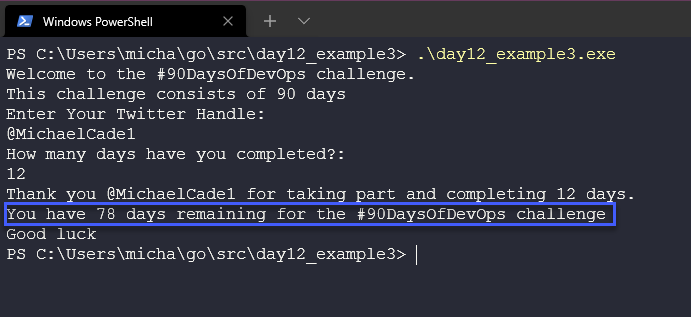 Windows PowerShell
PS C:\Users\micha\go\src\day12_example3> .\day12_example3.exe
Welcome to the #90DaysOfDevOps challenge.
This challenge consists of 90 days
Enter Your Twitter Handle:
@MichaelCade1
How many days have you completed?:
12
Thank you @MichaelCade1 for taking part and completing 12 days.
You have 78 days remaining for the #90DaysOfDevOps challenge
Good luck
PS C:\Users\micha\go\src\day12_example3>